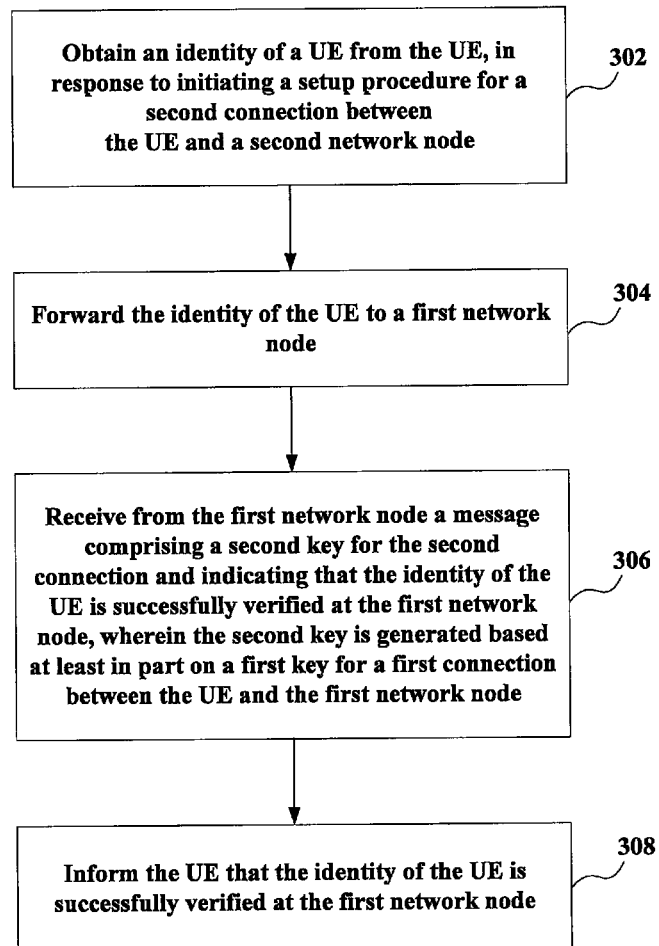 Obtain an identity of a UE from the UE, in
response to initiating a setup procedure for a
second connection between
the UE and a second network node
302
Forward the identity of the UE to a first network
node
304
Receive from the first network node a message
comprising a second key for the second
connection and indicating that the identity of the
UE is successfully verified at the first network
node, wherein the second key is generated based
at least in part on a first key for a first connection
between the UE and the first network node
306
Inform the UE that the identity of the UE is
successfully verified at the first network node
308